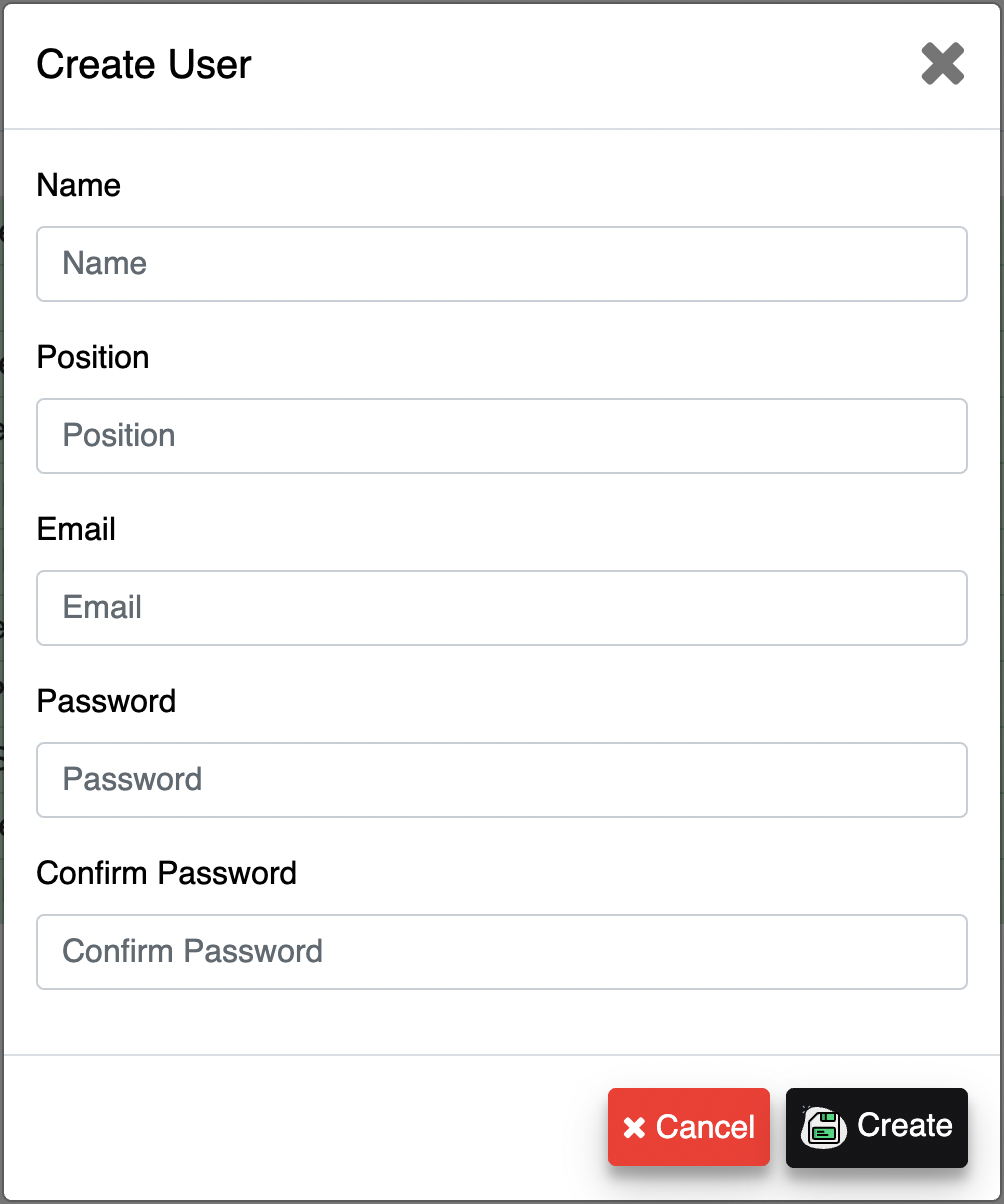 Create User
Name
Name
Position
Position
Email
Email
Password
Password
Confirm Password
Confirm Password
Cancel Create